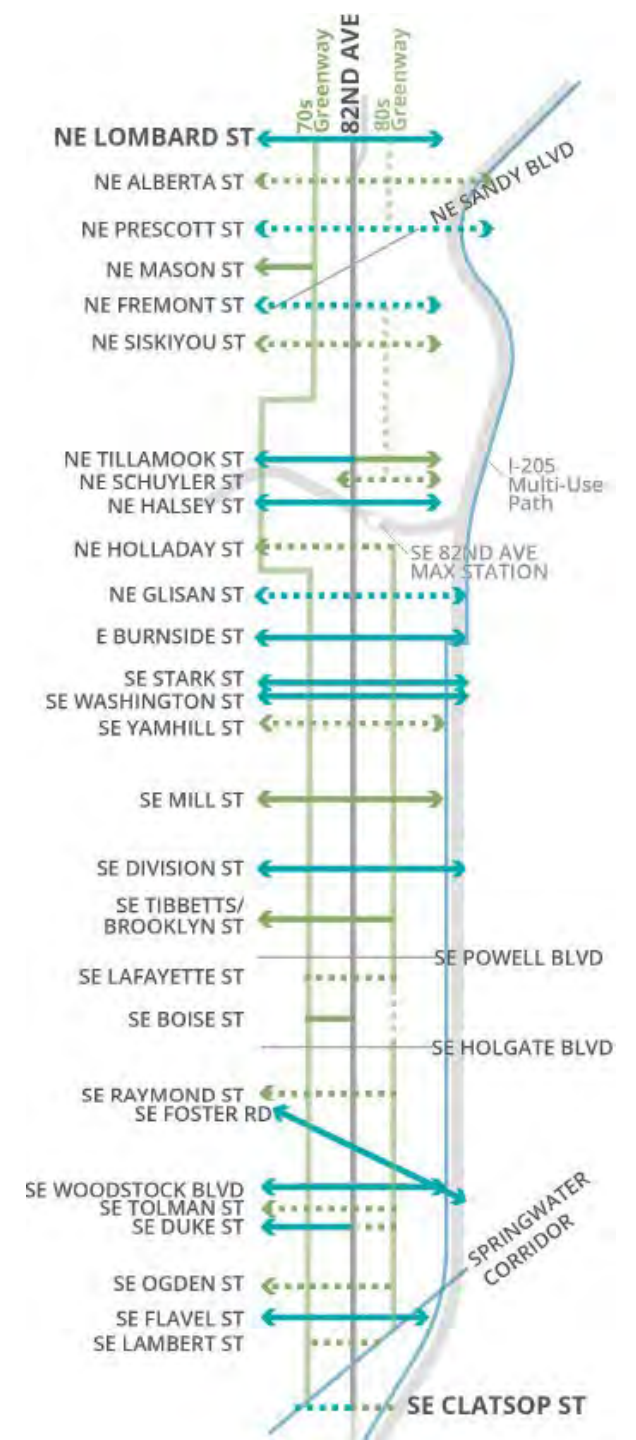 70s
Greenway
82ND AVE
80s
Greenway
NE LOMBARD ST
NE ALBERTA ST
NE SANDY BLVD
NE PRESCOTT ST
NE MASON ST
NE FREMONT ST
NE SISKIYOU ST
NE TILLAMOOK ST
NE SCHUYLER ST
NE HALSEY ST
I-205
Multi-Use
Path
NE HOLLADAY ST
SE 82ND AVE
MAX STATION
NE GLISAN ST
E BURNSIDE ST
SE STARK ST
SE WASHINGTON ST
SE YAMHILL ST
SE MILL ST
SE DIVISION ST
SE TIBBETTS/
BROOKLYN ST
SE POWELL BLVD
SE LAFAYETTE ST
SE BOISE ST
SE HOLGATE BLVD
SE RAYMOND ST
SE FOSTER RD
SE WOODSTOCK BLVD
SE TOLMAN ST
SE DUKE ST
SPRINGWATER
CORRIDOR
SE OGDEN ST
SE FLAVEL ST
SE LAMBERT ST
SE CLATSOP ST